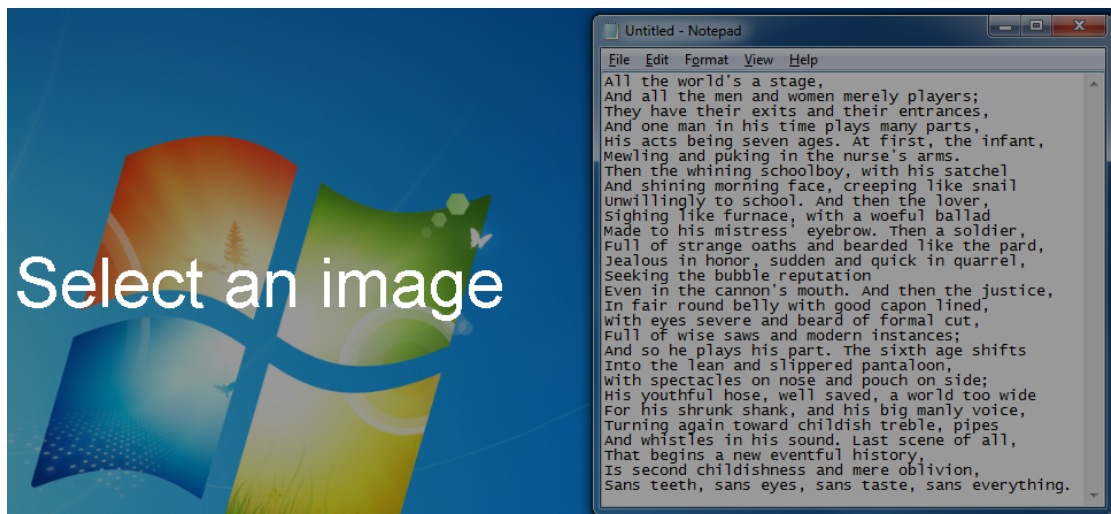 Select an image
Untitled - Notepad
File Edit Format View Help
All the world's a stage,
And all the men and women merely players;
They have their exits and their entrances,
And one man in his time plays many parts,
His acts being seven ages. At first, the infant,
Mewling and puking in the nurse's arms.
Then the whining schoolboy, with his satchel
And shining morning face, creeping like snail
Unwillingly to school. And then the lover,
Sighing like furnace, with a woeful ballad
Made to his mistress' eyebrow. Then a soldier,
Full of strange oaths and bearded like the pard,
Jealous in honor, sudden and quick in quarrel,
Seeking the bubble reputation
Even in the cannon's mouth. And then the justice,
In fair round belly with good capon lined,
With eyes severe and beard of formal cut,
Full of wise saws and modern instances;
And so he plays his part. The sixth age shifts
Into the lean and slippered pantaloon,
With spectacles on nose and pouch on side;
His youthful hose, well saved, a world too wide
For his shrunk shank, and his big manly voice,
Turning again toward childish treble, pipes
And whistles in his sound. Last scene of all,
That begins a new eventful history,
Is second childishness and mere oblivion,
Sans teeth, sans eyes, sans taste, sans everything.